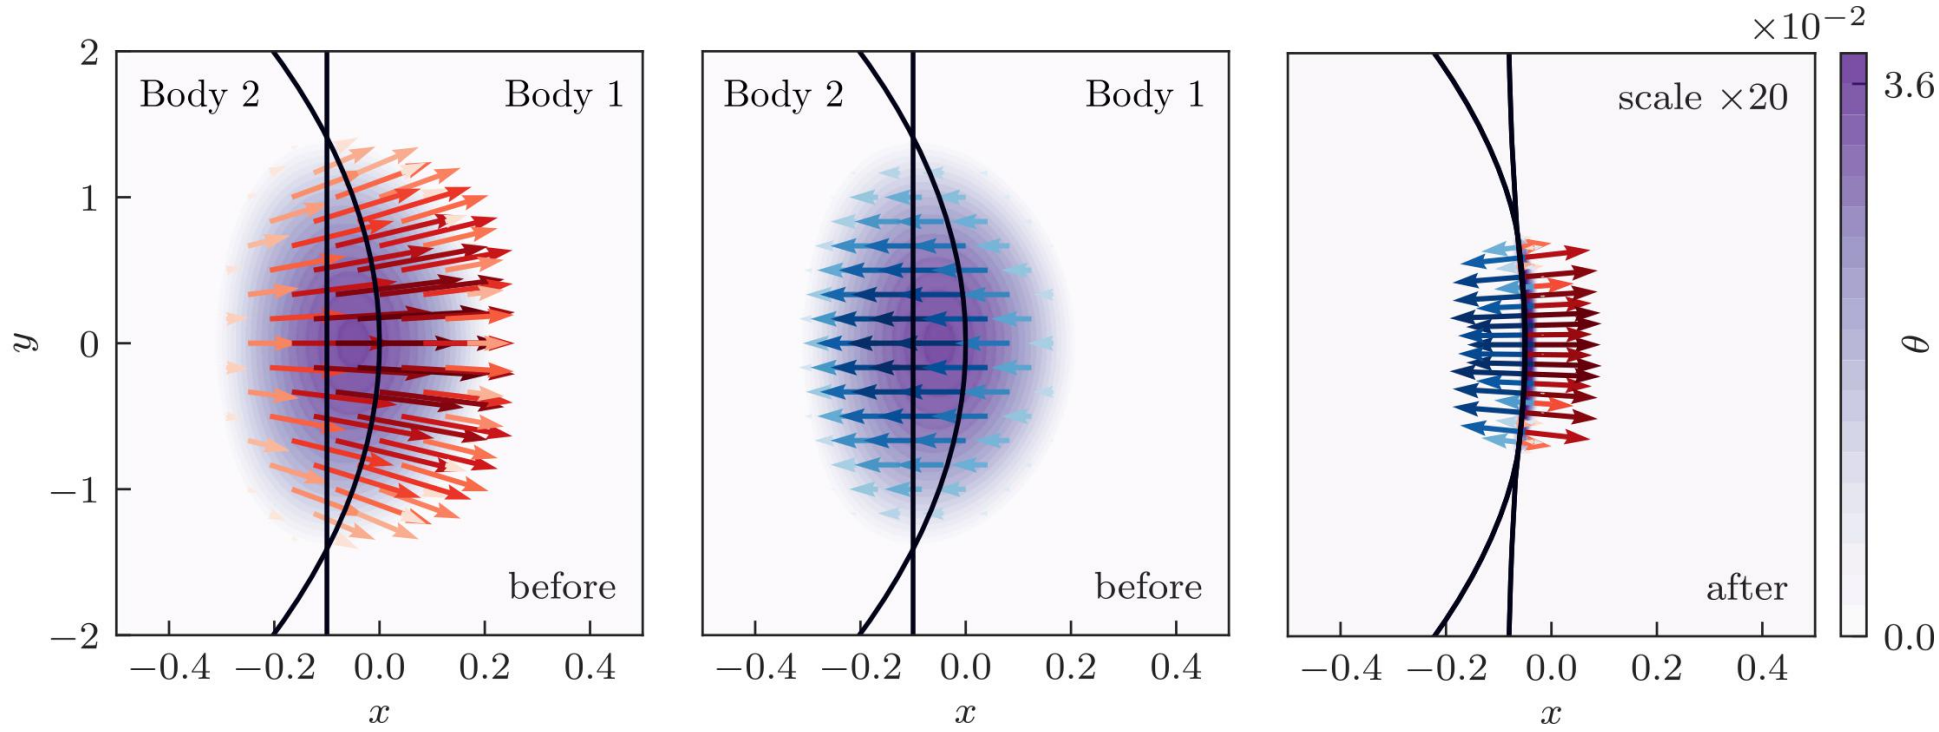 ×10⁻²
Body 2 Body 1
Body 2 Body 1
scale ×20
before
before
after
2
1
0
−1
−2
y
−0.4 −0.2 0.0 0.2 0.4
−0.4 −0.2 0.0 0.2 0.4
−0.4 −0.2 0.0 0.2 0.4
x
x
x
3.6
0.0
θ